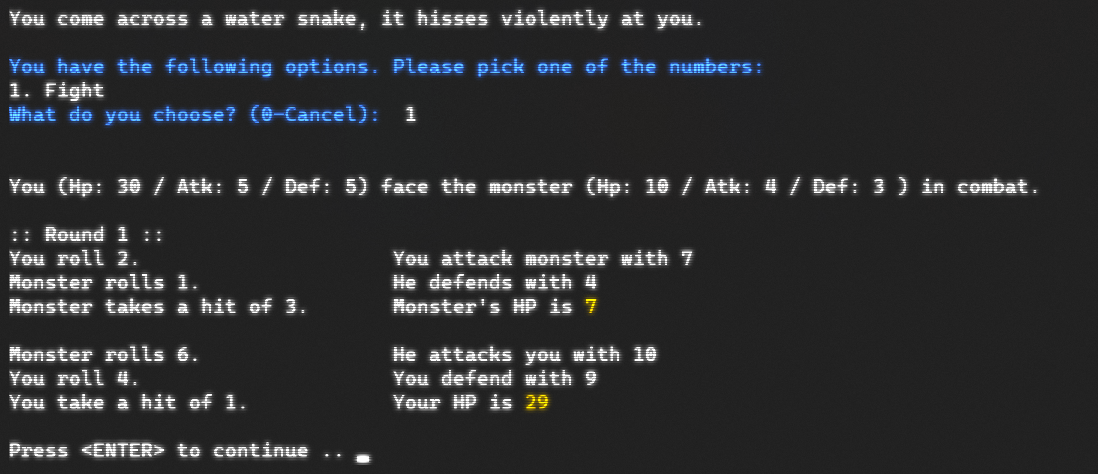 You come across a water snake, it hisses violently at you.
You have the following options. Please pick one of the numbers:
1. Fight
What do you choose? (0-Cancel):  1
You (Hp: 30 / Atk: 5 / Def: 5) face the monster (Hp: 10 / Atk: 4 / Def: 3 ) in combat.
:: Round 1 ::
You roll 2. You attack monster with 7
Monster rolls 1. He defends with 4
Monster takes a hit of 3. Monster's HP is 7
Monster rolls 6. He attacks you with 10
You roll 4. You defend with 9
You take a hit of 1. Your HP is 29
Press <ENTER> to continue ..